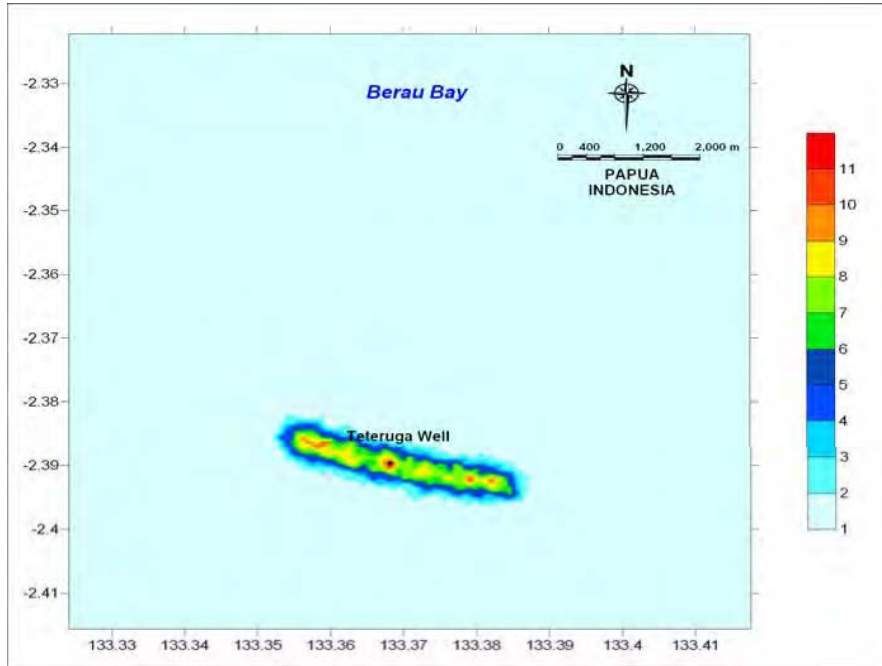 Berau Bay
N
0 400 1,200 2,000 m
PAPUA
INDONESIA
-2.33
-2.34
-2.35
-2.36
-2.37
-2.38
-2.39
-2.4
-2.41
Teteruga Well
11
10
9
8
7
6
5
4
3
2
1
133.33 133.34 133.35 133.36 133.37 133.38 133.39 133.4 133.41